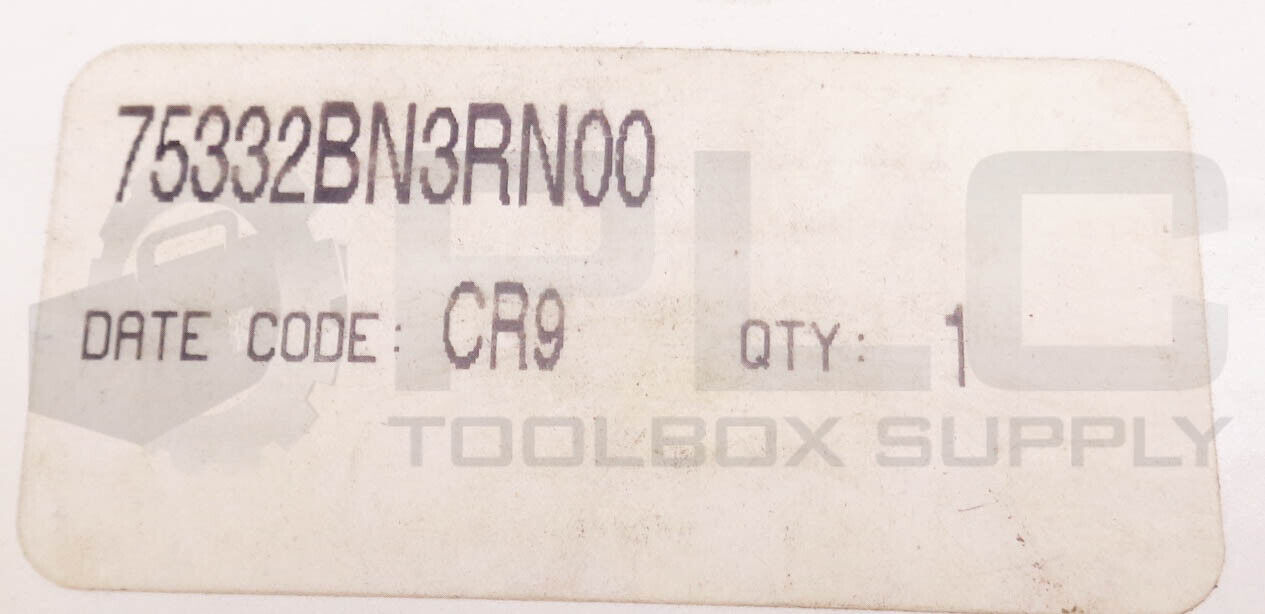 75332BN3RN00
DATE CODE: CR9 QTY: 1
PLC
TOOLBOX SUPPLY